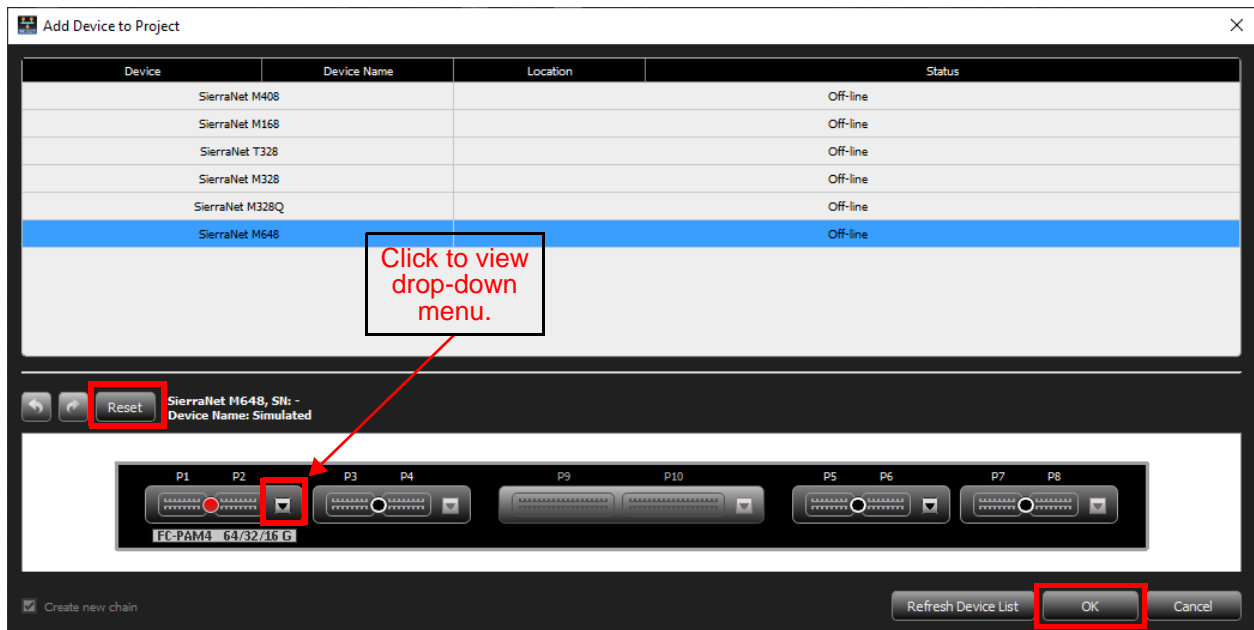 Add Device to Project
Device Device Name Location Status
SierraNet M408 Off-line
SierraNet M168 Off-line
SierraNet T328 Off-line
SierraNet M328 Off-line
SierraNet M328Q Off-line
SierraNet M648 Off-line
Click to view
drop-down
menu.
Reset
SierraNet M648, SN: -
Device Name: Simulated
P1 P2 P3 P4 P9 P10 P5 P6 P7 P8
FC-PAM4 64/32/16 G
Create new chain
Refresh Device List OK Cancel